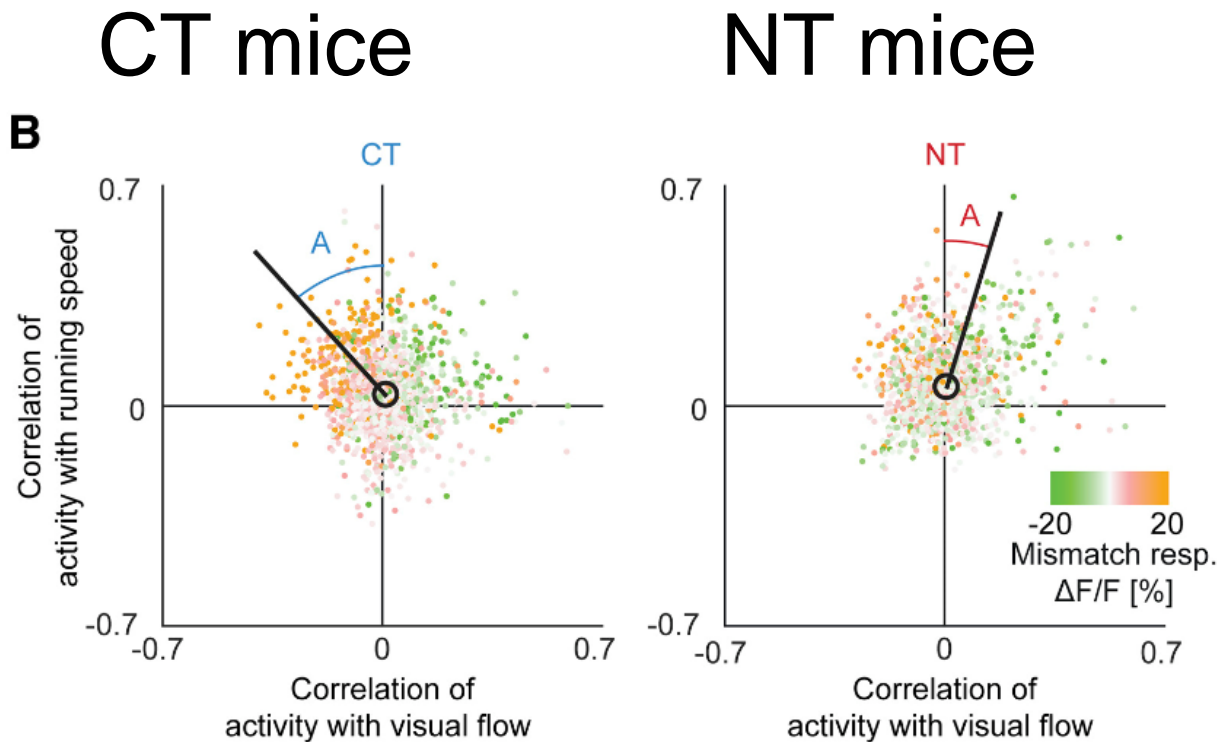 CT mice
NT mice
B
CT
NT
0.7
A
0.7
A
Correlation of
activity with running speed
0
0
-20
20
Mismatch resp.
ΔF/F [%]
-0.7
-0.7
-0.7
0
0.7
-0.7
0
0.7
Correlation of
activity with visual flow
Correlation of
activity with visual flow